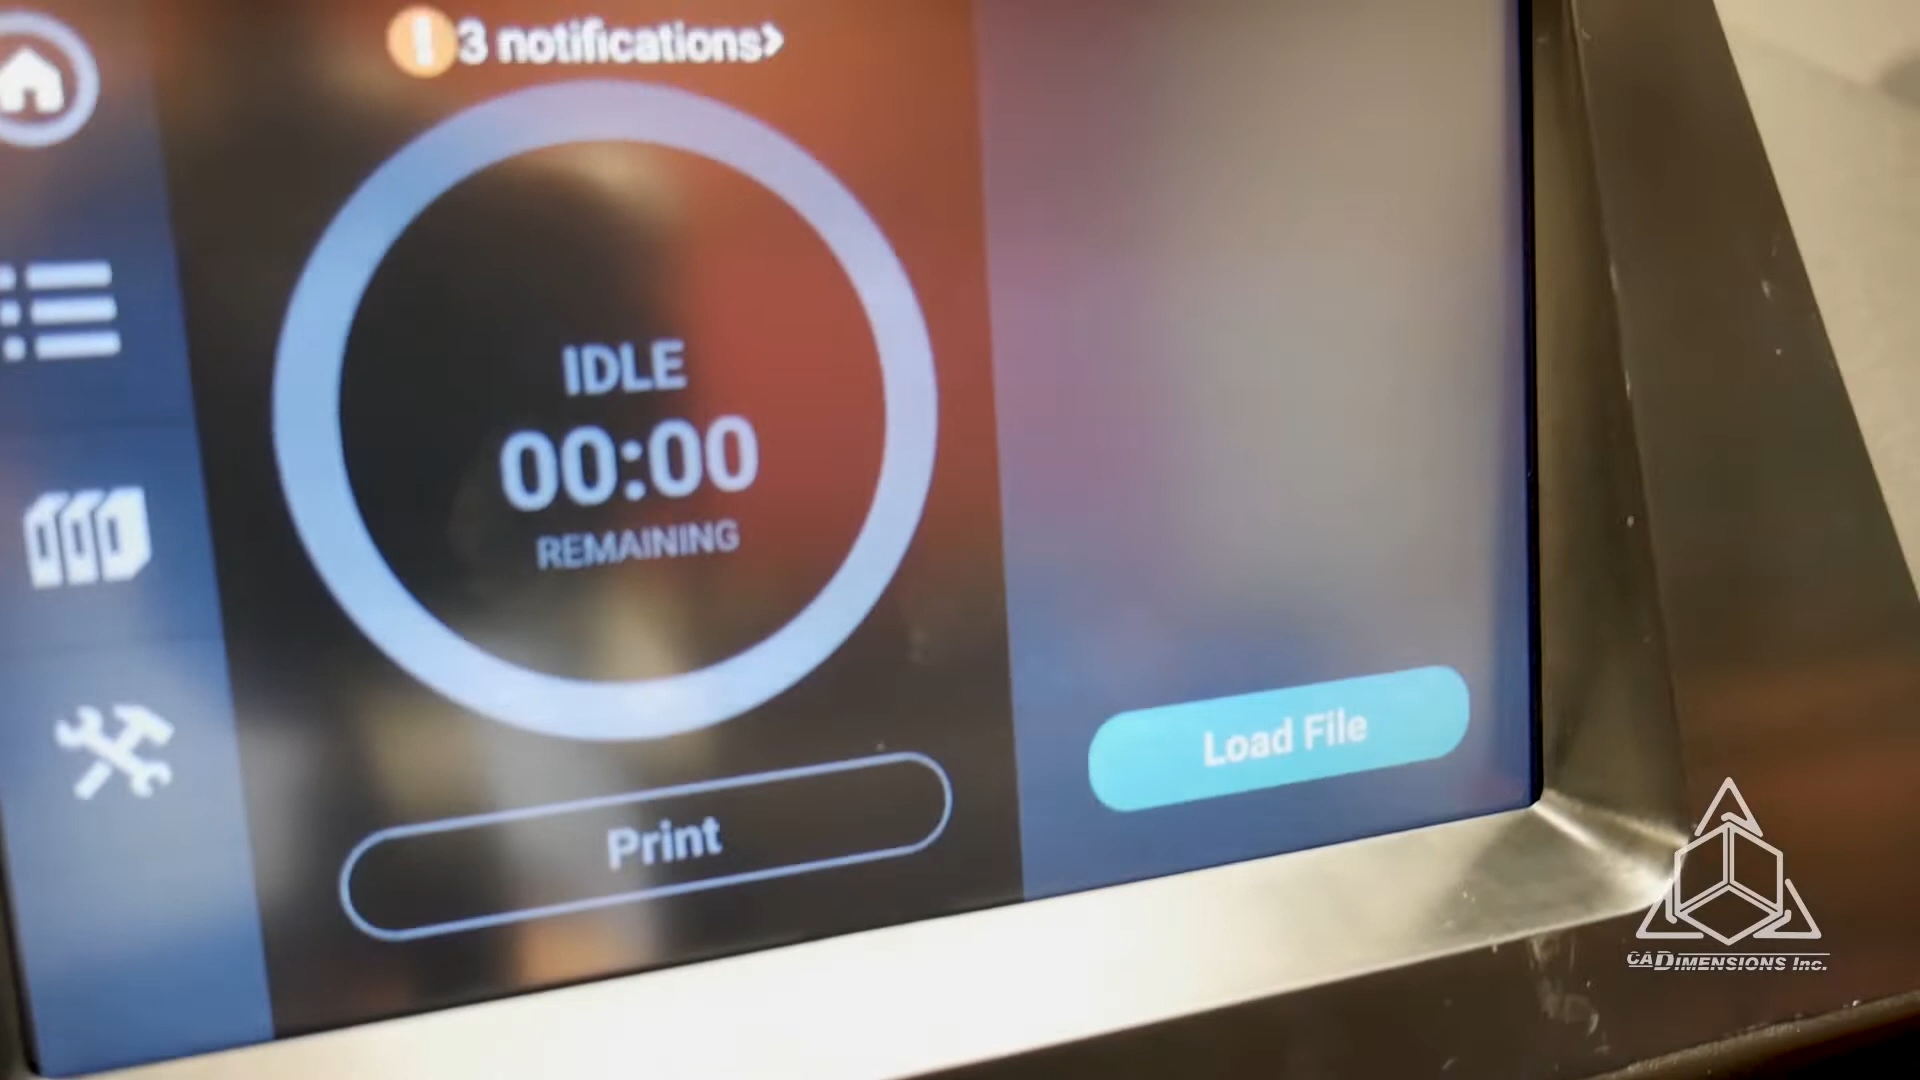 3 notifications>
IDLE
00:00
REMAINING
Print
Load File
CADIMENSIONS Inc.